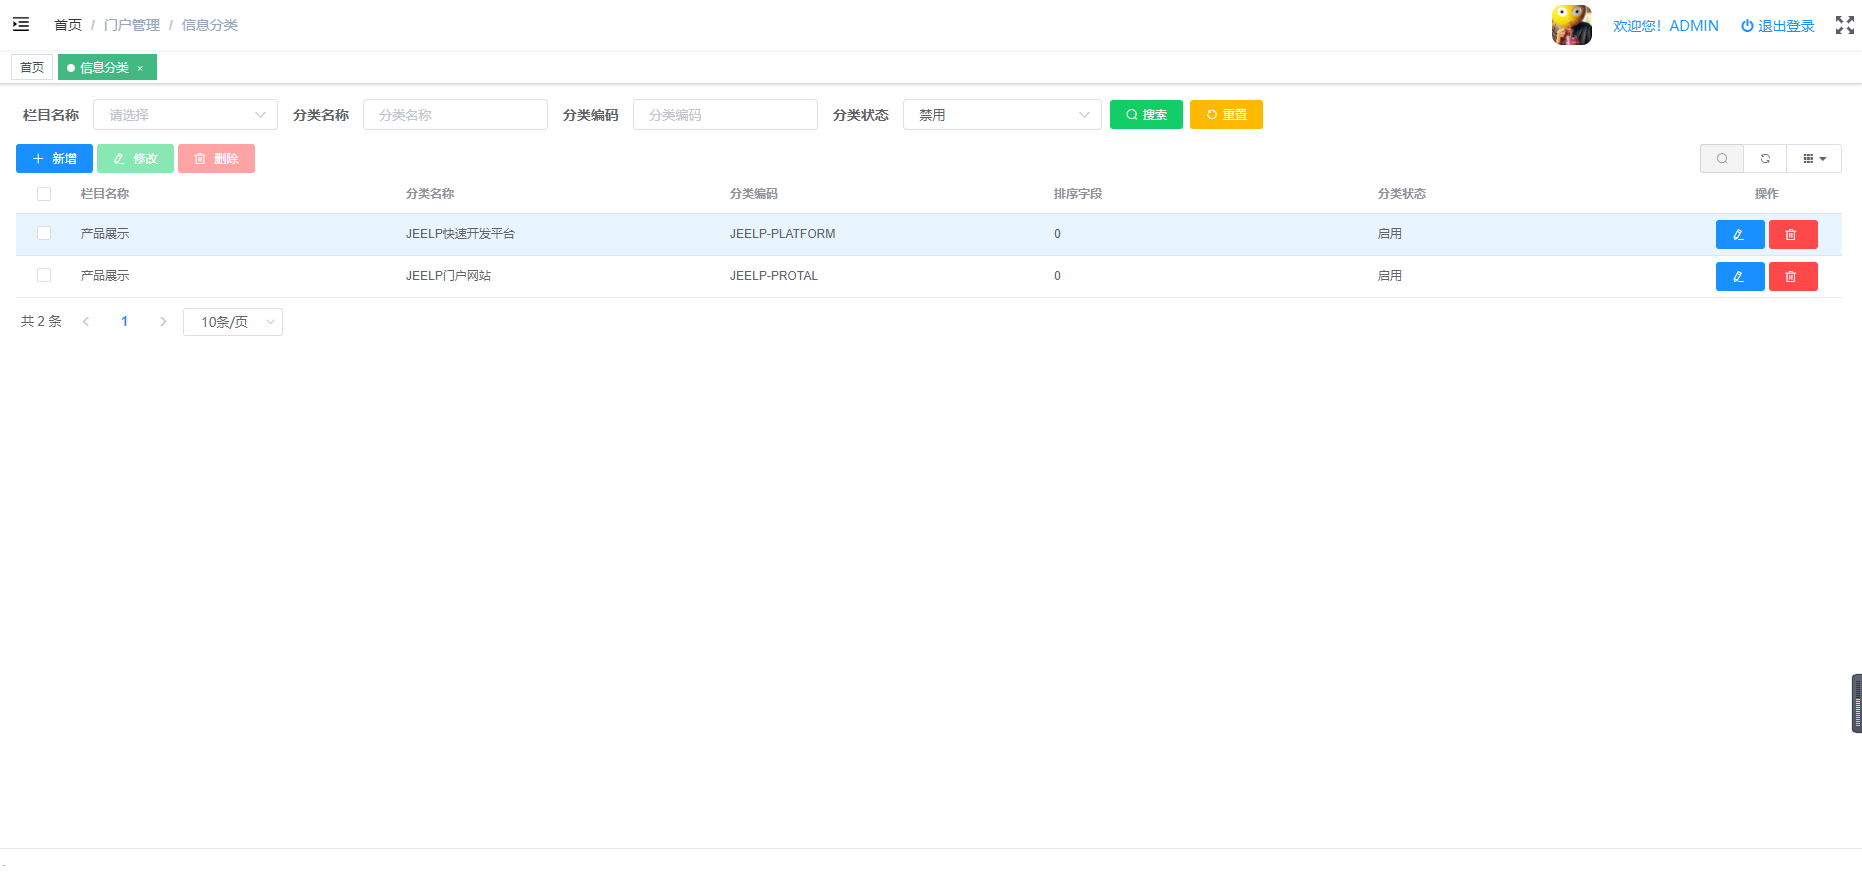 首页 / 门户管理 / 信息分类
欢迎您！ADMIN 退出登录
首页 信息分类 ×
栏目名称 请选择 分类名称 分类名称 分类编码 分类编码 分类状态 禁用 搜索 重置
新增 修改 删除
栏目名称 分类名称 分类编码 排序字段 分类状态 操作
产品展示 JEELP快速开发平台 JEELP-PLATFORM 0 启用
产品展示 JEELP门户网站 JEELP-PROTAL 0 启用
共 2 条 1 10条/页